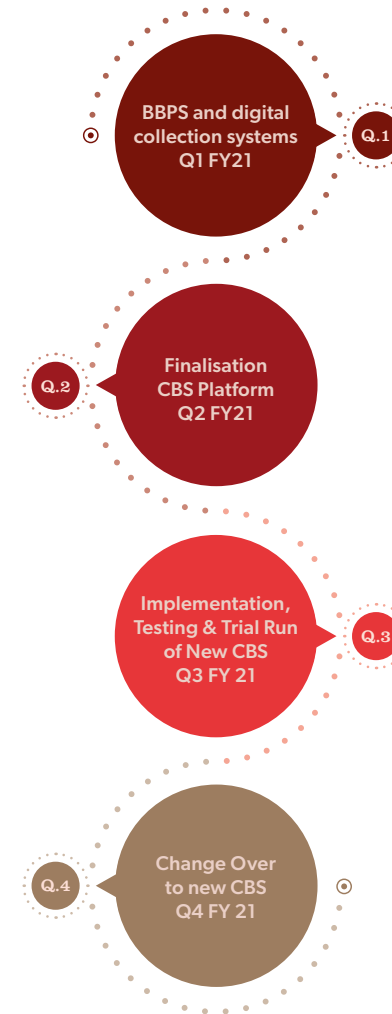 BBPS and digital
collection systems
Q1 FY21
Q.1
Finalisation
CBS Platform
Q2 FY21
Q.2
Implementation,
Testing & Trial Run
of New CBS
Q3 FY 21
Q.3
Change Over
to new CBS
Q4 FY 21
Q.4